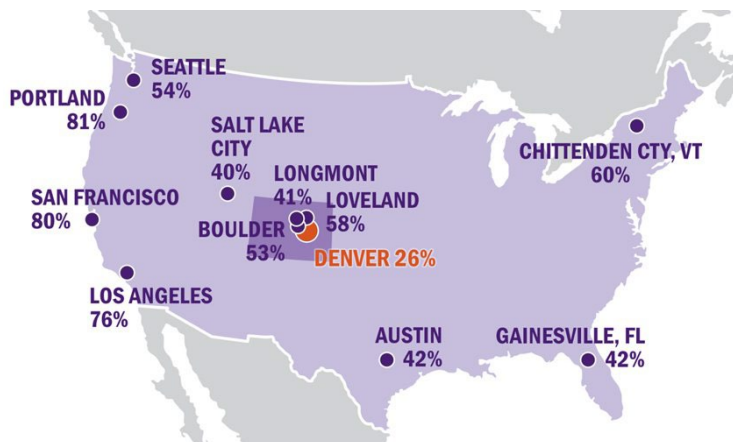 SEATTLE
54%
PORTLAND
81%
SALT LAKE
CITY
40%
LONGMONT
41%
LOVELAND
58%
CHITTENDEN CTY, VT
60%
SAN FRANCISCO
80%
BOULDER
53%
DENVER 26%
LOS ANGELES
76%
AUSTIN
42%
GAINESVILLE, FL
42%